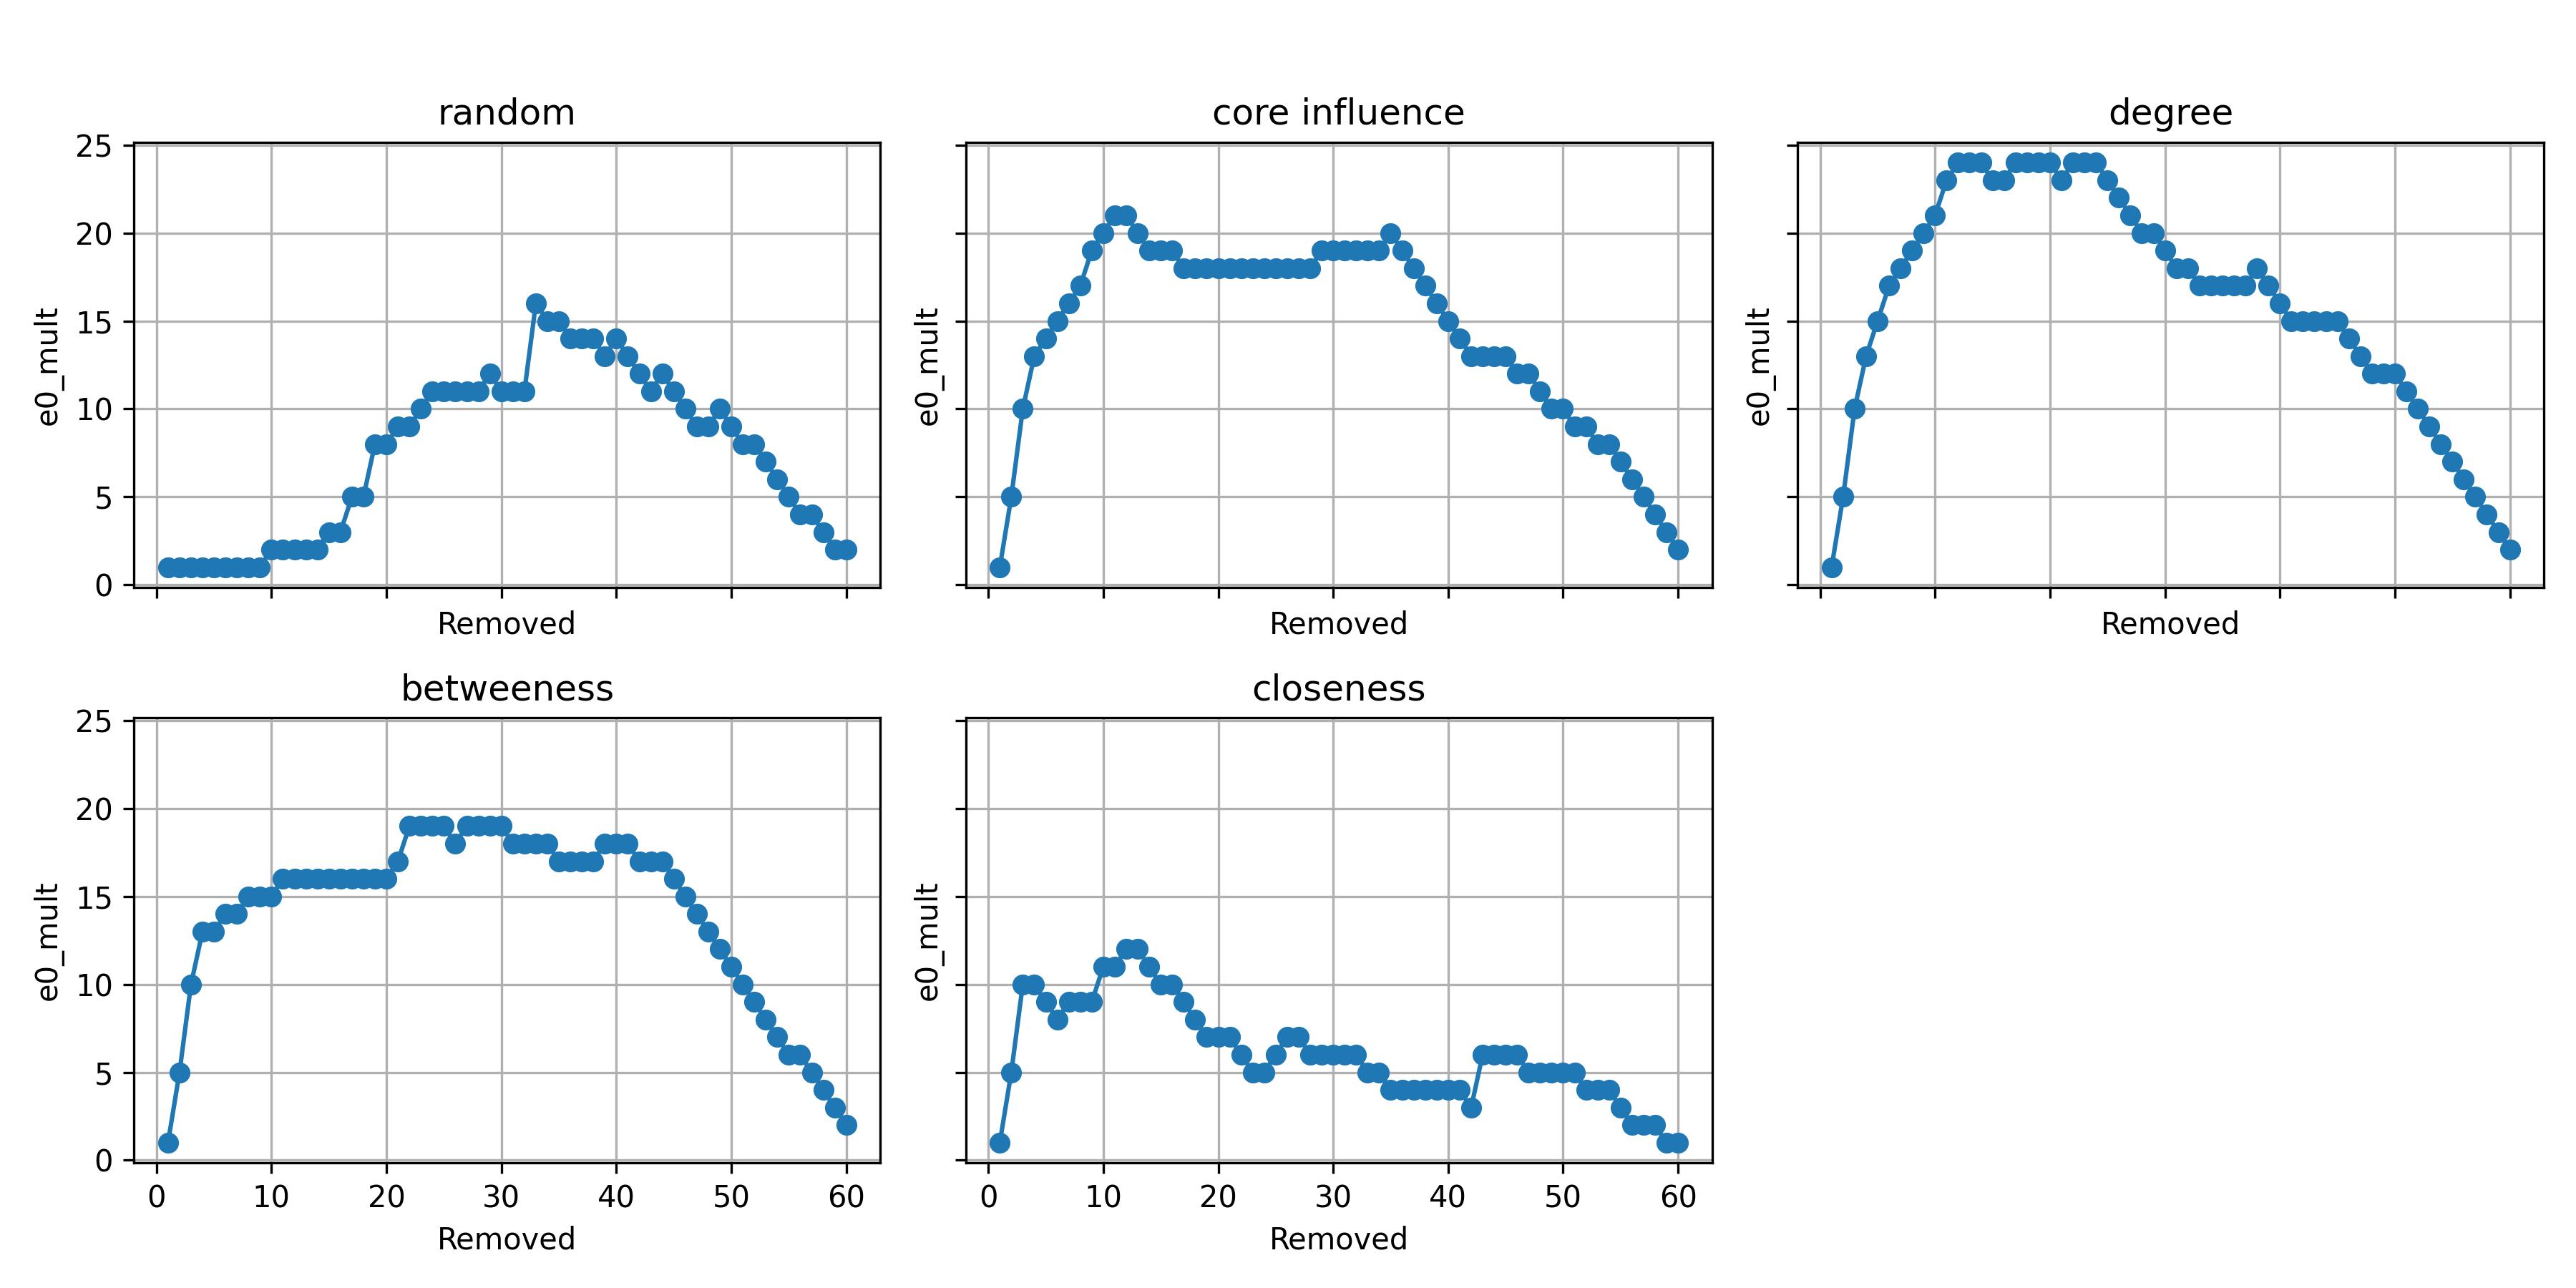 random
core influence
degree
25
20
15
10
5
0
e0_mult
e0_mult
e0_mult
Removed
Removed
Removed
betweeness
closeness
25
20
15
10
5
0
e0_mult
e0_mult
0 10 20 30 40 50 60
0 10 20 30 40 50 60
Removed
Removed